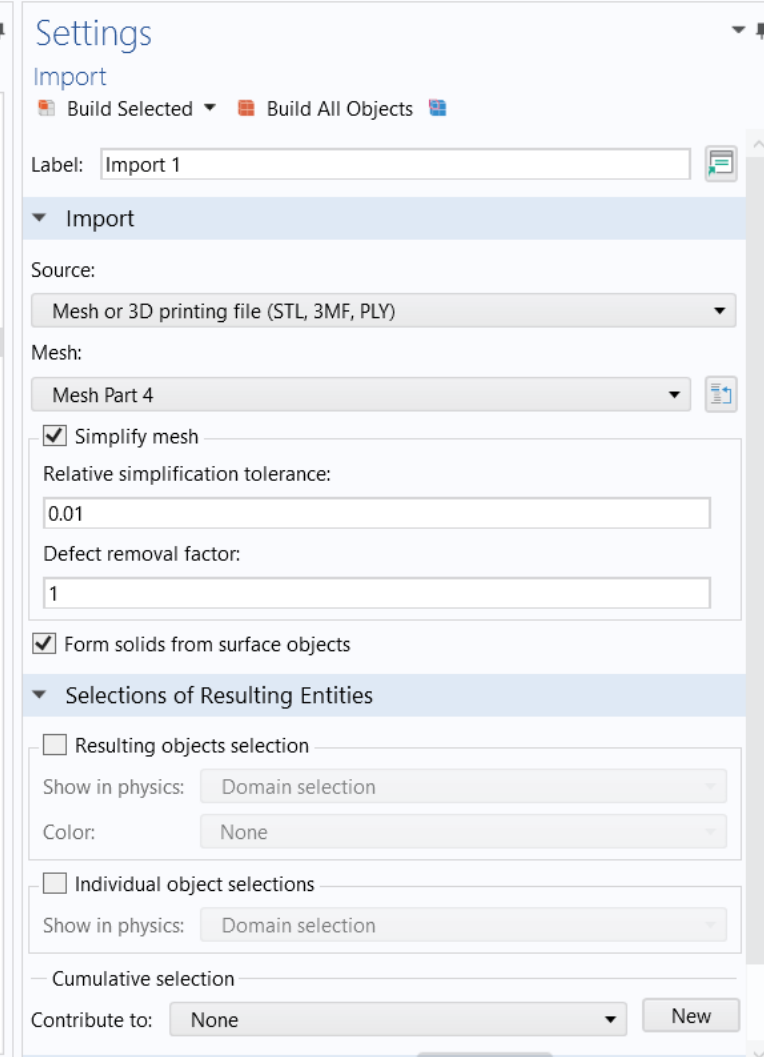 Settings
Import
Build Selected
Build All Objects
Label: Import 1
Import
Source:
Mesh or 3D printing file (STL, 3MF, PLY)
Mesh:
Mesh Part 4
Simplify mesh
Relative simplification tolerance:
0.01
Defect removal factor:
1
Form solids from surface objects
Selections of Resulting Entities
Resulting objects selection
Show in physics: Domain selection
Color: None
Individual object selections
Show in physics: Domain selection
Cumulative selection
Contribute to: None New